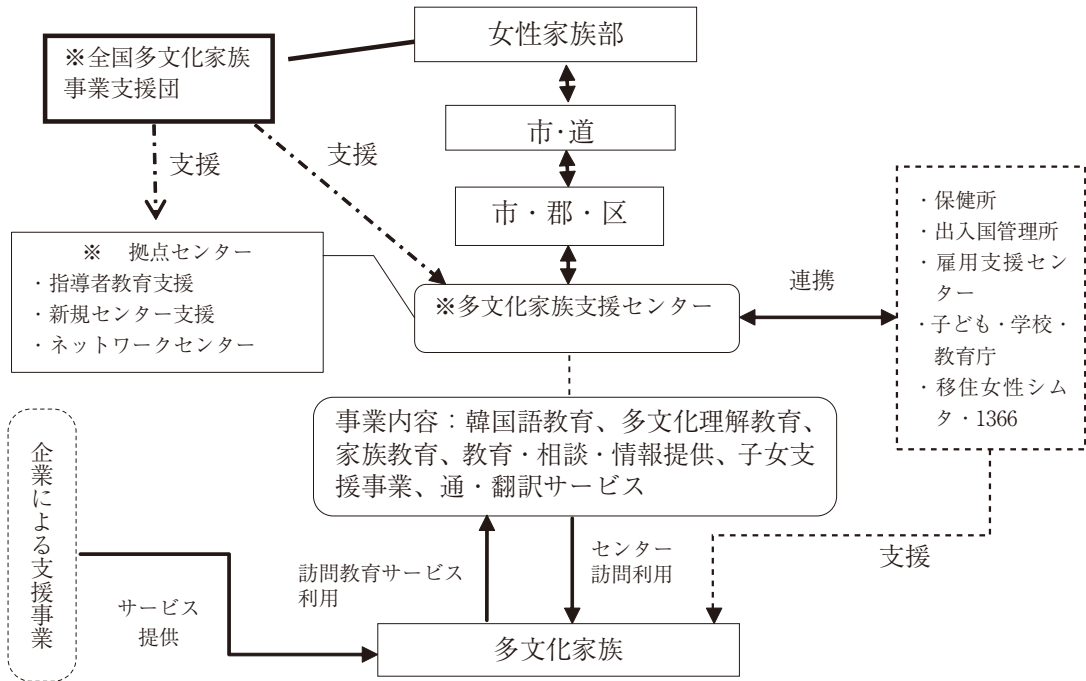 女性家族部
※全国多文化家族
事業支援団
市・道
支援
支援
市・郡・区
※　拠点センター
・指導者教育支援
・新規センター支援
・ネットワークセンター
※多文化家族支援センター
連携
・保健所
・出入国管理所
・雇用支援セン
ター
・子ども・学校・
教育庁
・移住女性シム
タ・1366
事業内容：韓国語教育、多文化理解教育、
家族教育、教育・相談・情報提供、子女支
援事業、通・翻訳サービス
企業による支援事業
訪問教育サービス
利用
センター
訪問利用
支援
サービス
提供
多文化家族